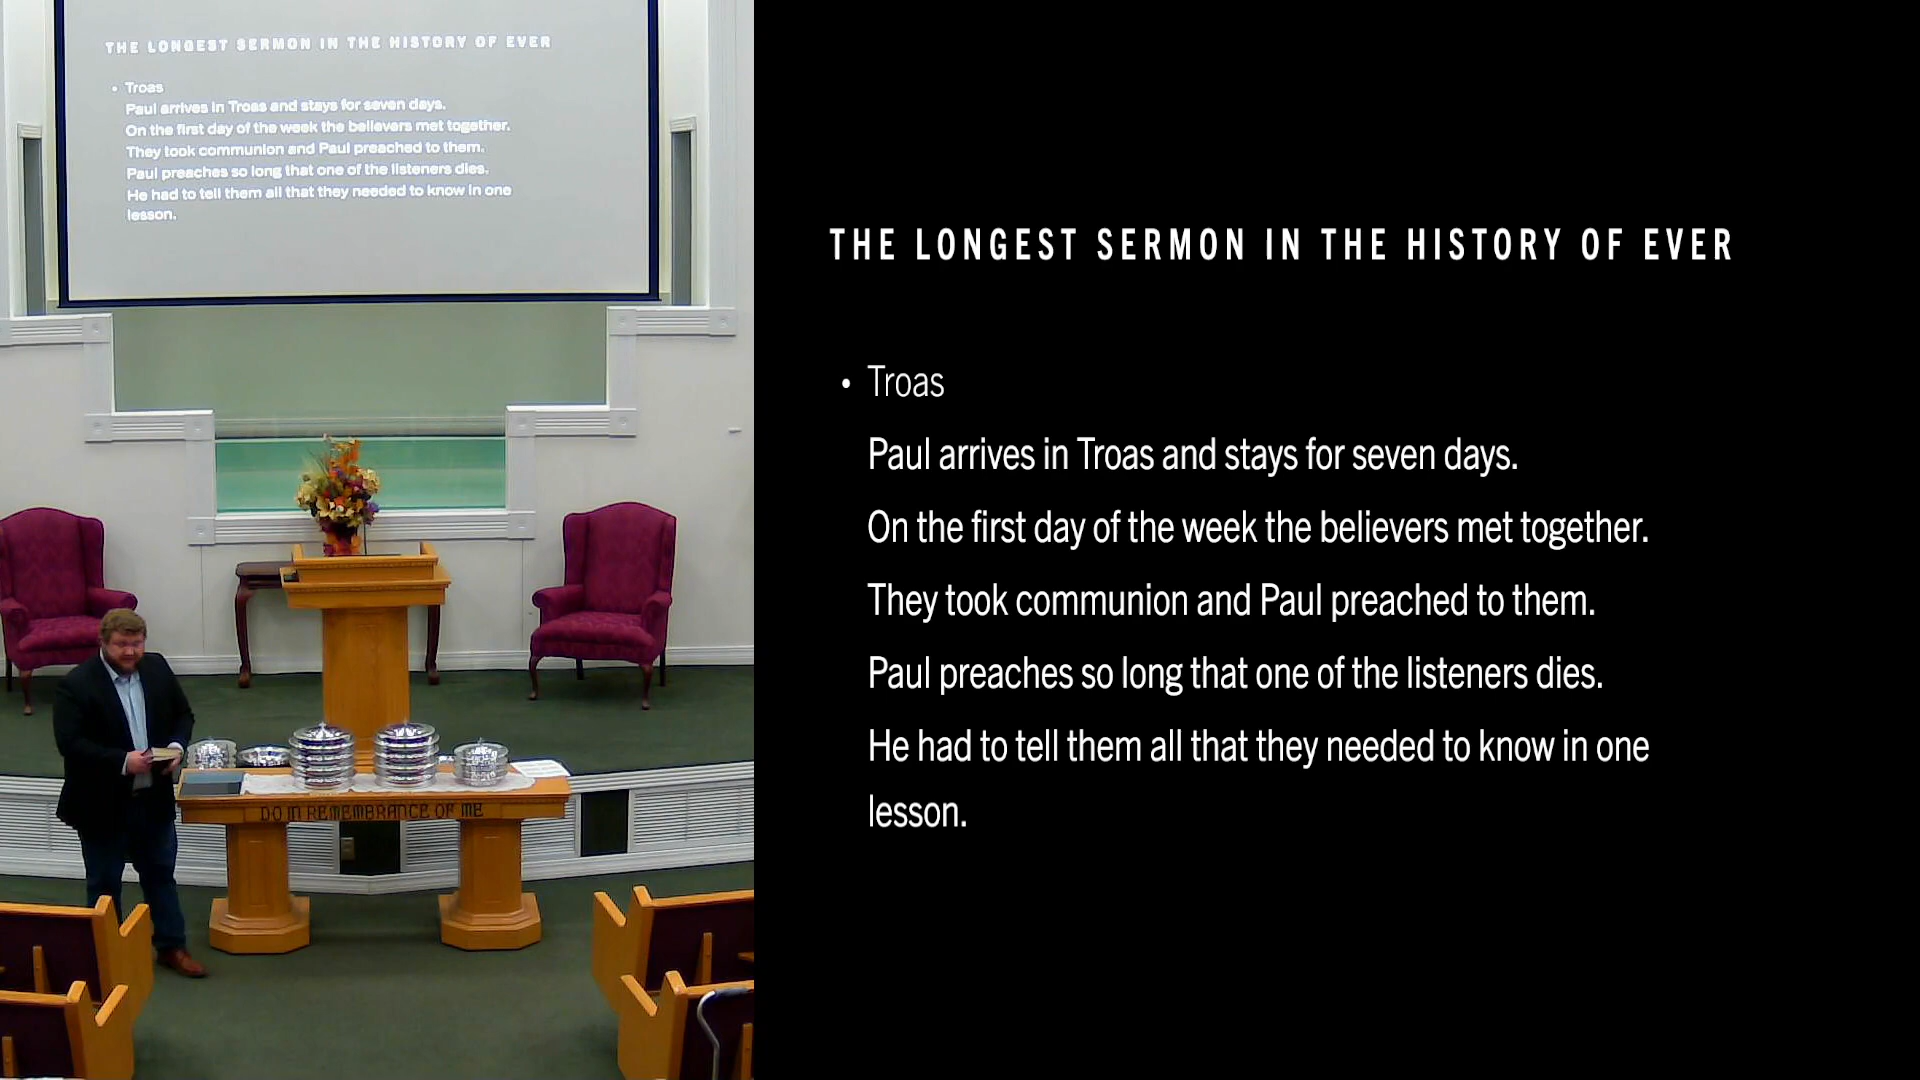 THE LONGEST SERMON IN THE HISTORY OF EVER
• Troas
Paul arrives in Troas and stays for seven days.
On the first day of the week the believers met together.
They took communion and Paul preached to them.
Paul preaches so long that one of the listeners dies.
He had to tell them all that they needed to know in one
lesson.
DO IN REMEMBRANCE OF ME
THE LONGEST SERMON IN THE HISTORY OF EVER
• Troas
Paul arrives in Troas and stays for seven days.
On the first day of the week the believers met together.
They took communion and Paul preached to them.
Paul preaches so long that one of the listeners dies.
He had to tell them all that they needed to know in one
lesson.